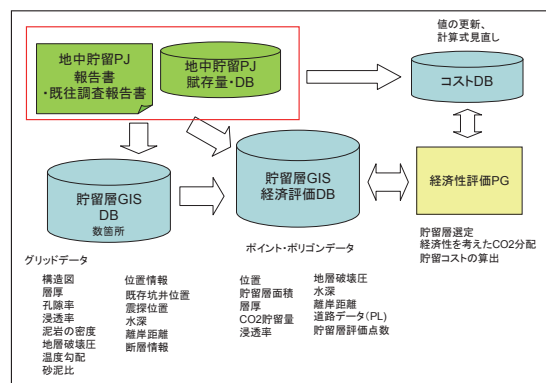 値の更新、
計算式見直し
地中貯留PJ
報告書
・既往調査報告書
地中貯留PJ
賦存量・DB
コストDB
貯留層GIS
DB
数箇所
貯留層GIS
経済評価DB
経済性評価PG
貯留層選定
経済性を考えたCO2分配
貯留コストの算出
グリッドデータ
構造図
層厚
孔隙率
浸透率
泥岩の密度
地層破壊圧
温度勾配
砂泥比
位置情報
既存坑井位置
震探位置
水深
離岸距離
断層情報
ポイント・ポリゴンデータ
位置
貯留層面積
層厚
CO2貯留量
浸透率
地層破壊圧
水深
離岸距離
道路データ(PL)
貯留層評価点数